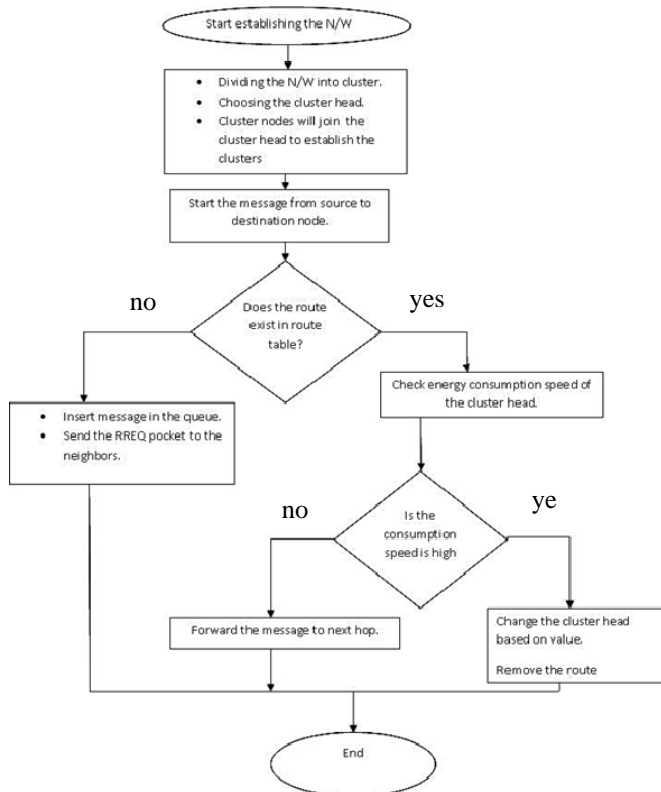 Start establishing the N/W
• Dividing the N/W into cluster.
• Choosing the cluster head.
• Cluster nodes will join the
cluster head to establish the
clusters
Start the message from source to
destination node.
Does the route
exist in route
table?
no
yes
• Insert message in the queue.
• Send the RREQ pocket to the
neighbors.
Check energy consumption speed of
the cluster head.
Is the
consumption
speed is high
no
ye
Forward the message to next hop.
Change the cluster head
based on value.
Remove the route
End